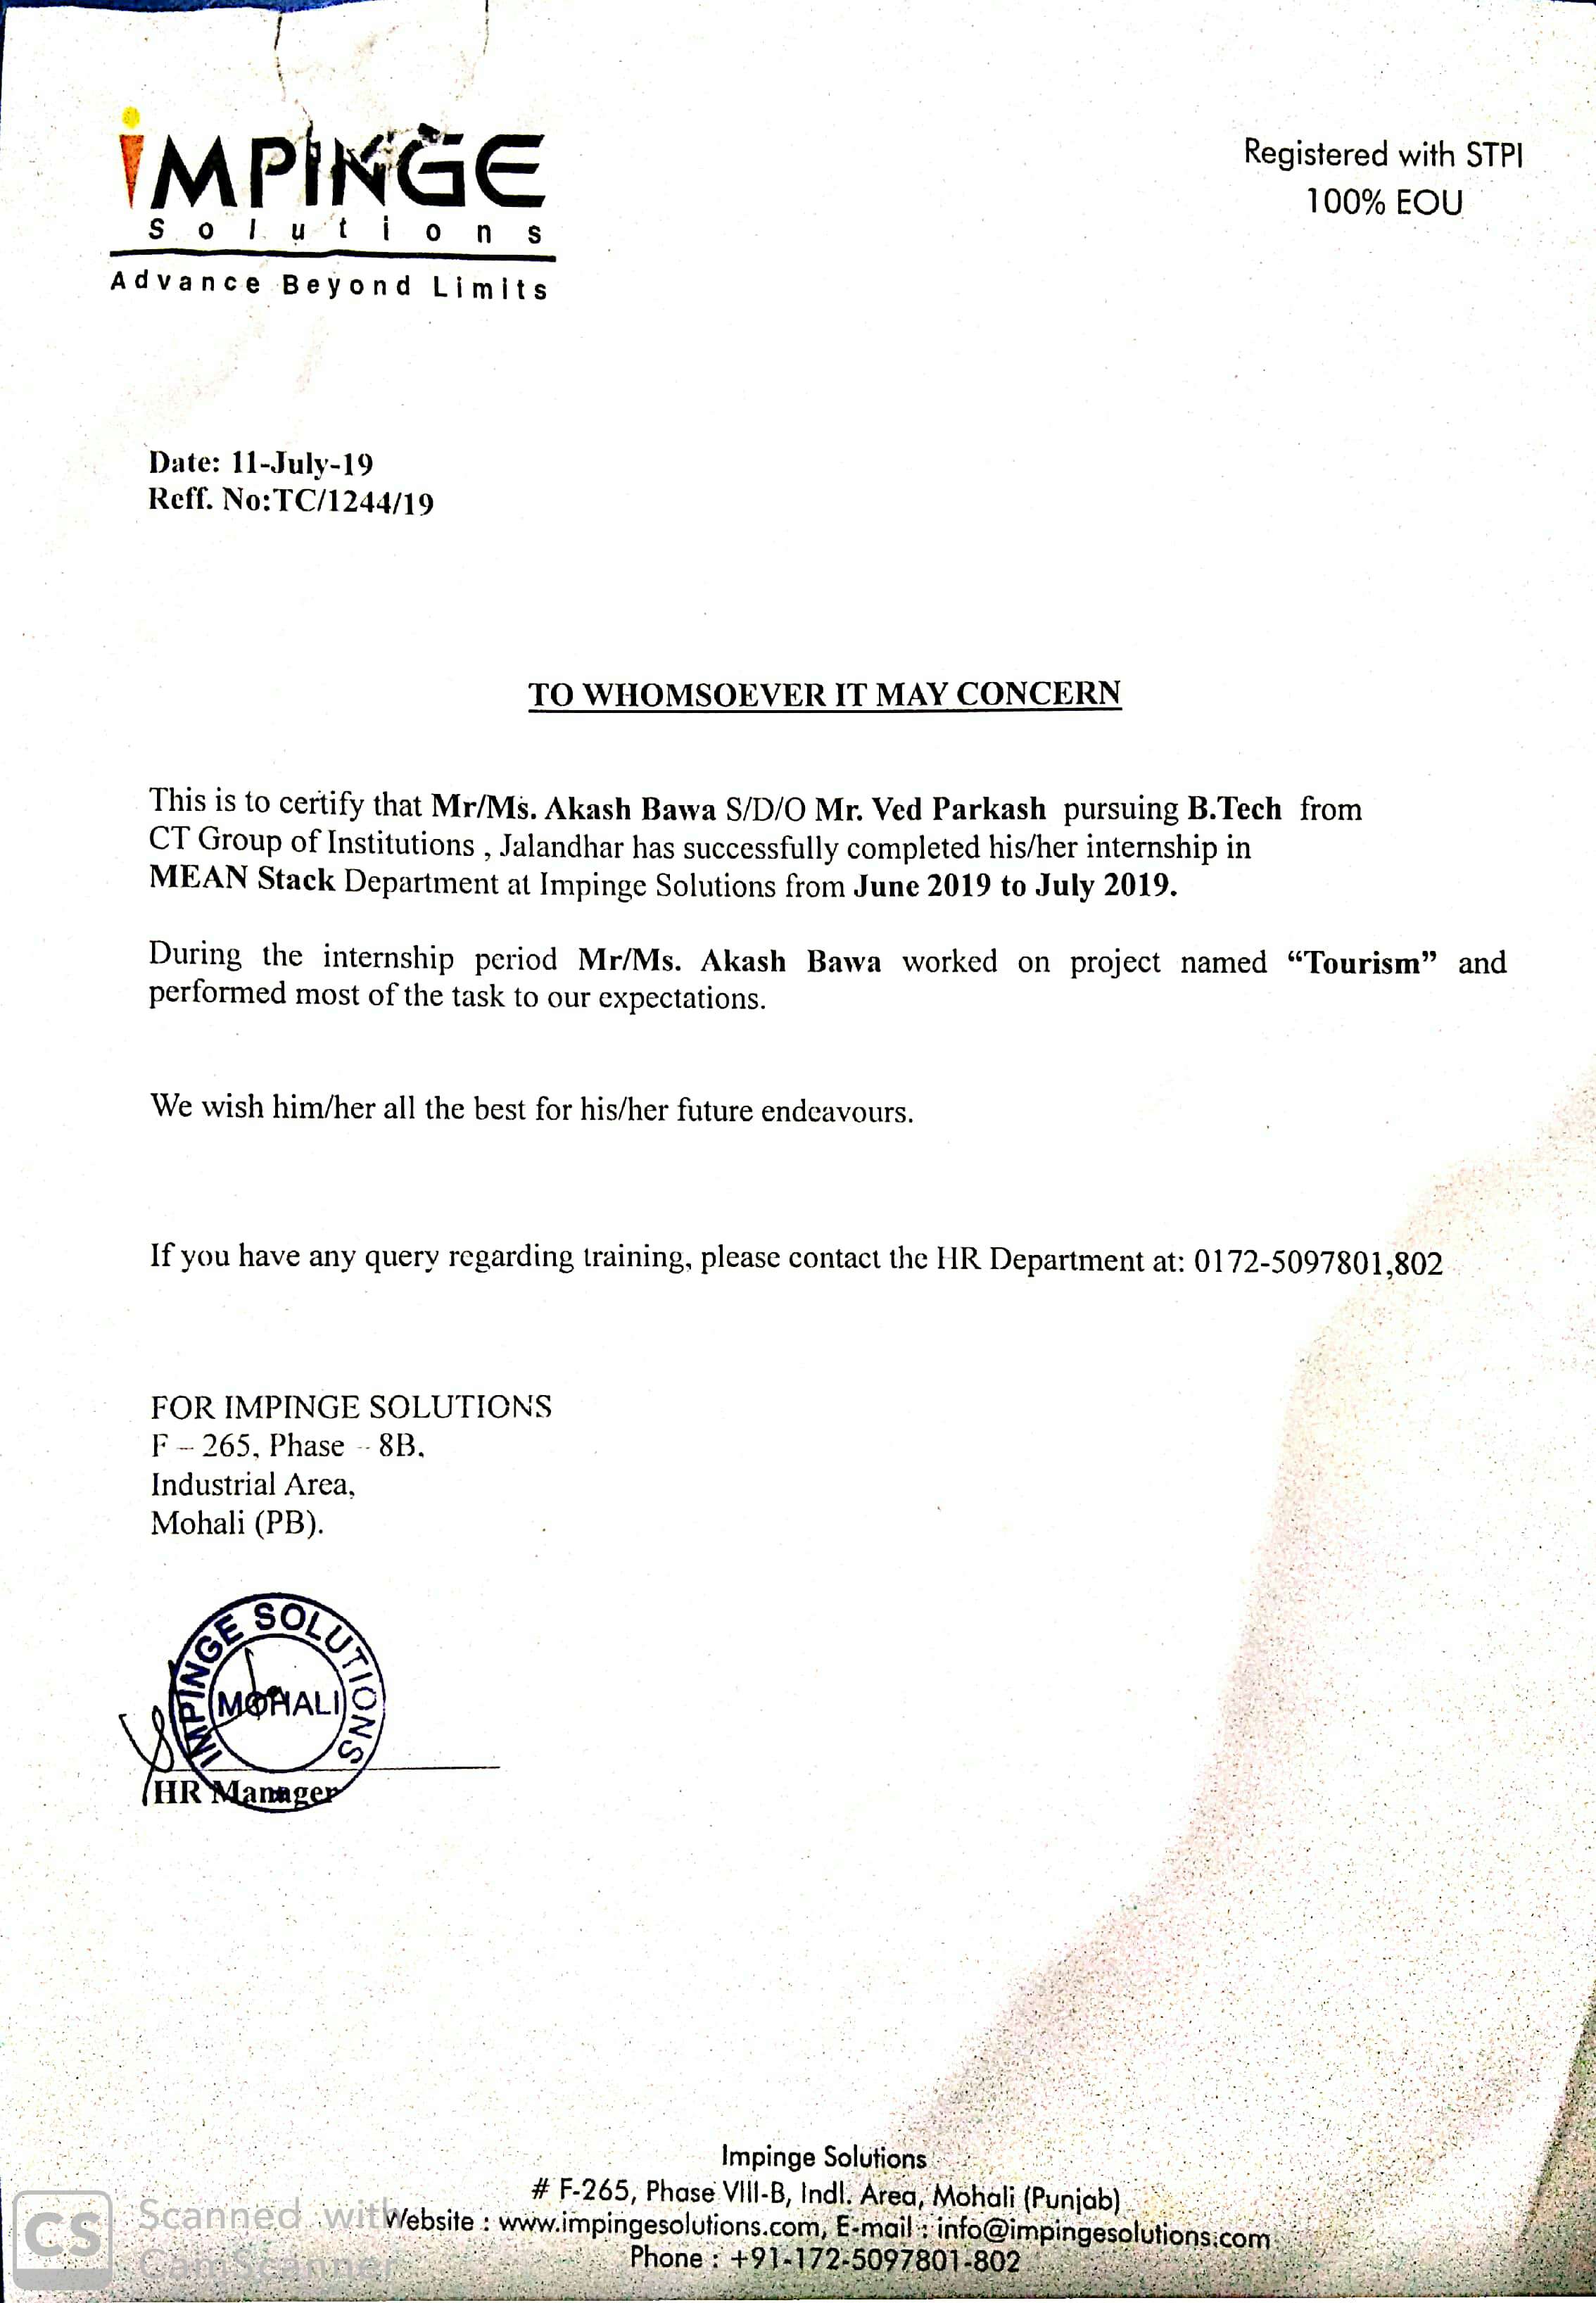 iMPINGE
Solutions
Advance Beyond Limits
Registered with STPI
100% EOU
Date: 11-July-19
Reff. No:TC/1244/19
TO WHOMSOEVER IT MAY CONCERN
This is to certify that Mr/Ms. Akash Bawa S/D/O Mr. Ved Parkash pursuing B.Tech from
CT Group of Institutions , Jalandhar has successfully completed his/her internship in
MEAN Stack Department at Impinge Solutions from June 2019 to July 2019.
During the internship period Mr/Ms. Akash Bawa worked on project named “Tourism” and
performed most of the task to our expectations.
We wish him/her all the best for his/her future endeavours.
If you have any query regarding training, please contact the HR Department at: 0172-5097801,802
FOR IMPINGE SOLUTIONS
F – 265, Phase – 8B,
Industrial Area,
Mohali (PB).
IMPINGE SOLUTIONS
MOHALI
HR Manager
Impinge Solutions
# F-265, Phase VIII-B, Indl. Area, Mohali (Punjab)
Website : www.impingesolutions.com, E-mail : info@impingesolutions.com
Phone : +91-172-5097801-802
CS
Scanned with
CamScanner